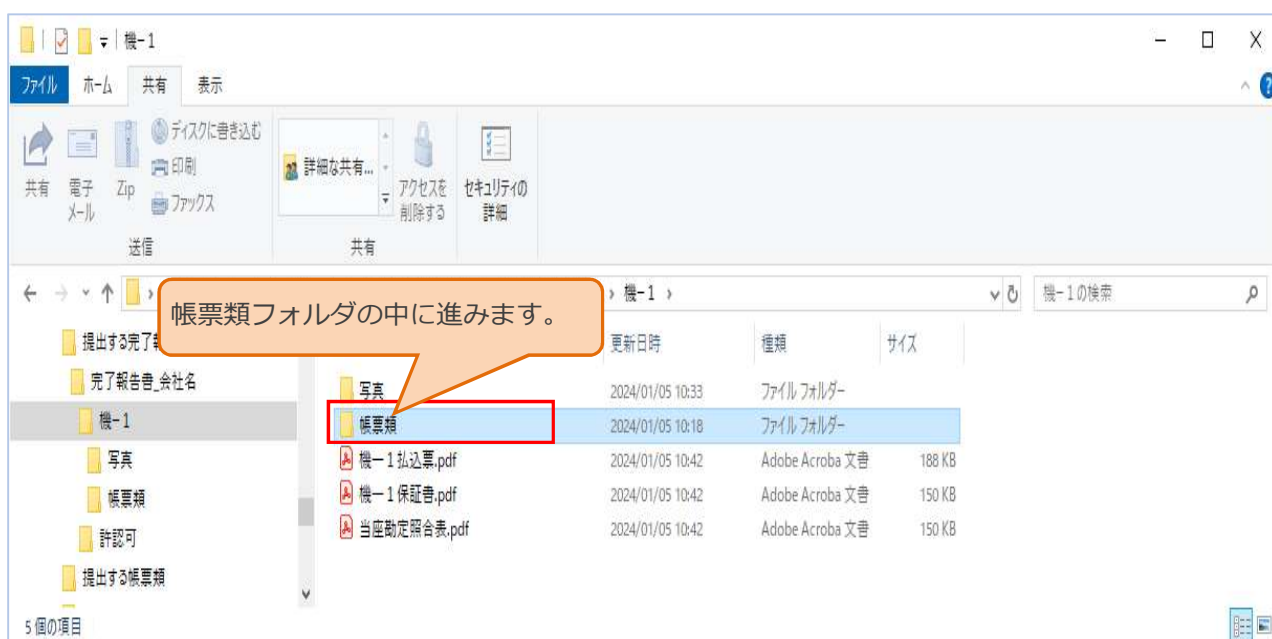 機-1
ファイル ホーム 共有 表示
ディスクに書き込む
印刷
ファックス
共有 電子メール Zip
詳細な共有...
アクセスを削除する
セキュリティの詳細
送信 共有
機-1
機-1の検索
帳票類フォルダの中に進みます。
更新日時 種類 サイズ
提出する完了
完了報告書_会社名
機-1
写真
帳票類
許認可
提出する帳票類
写真 2024/01/05 10:33 ファイル フォルダー
帳票類 2024/01/05 10:18 ファイル フォルダー
機ー1払込票.pdf 2024/01/05 10:42 Adobe Acroba 文書 188 KB
機ー1保証書.pdf 2024/01/05 10:42 Adobe Acroba 文書 150 KB
当座勘定照合表.pdf 2024/01/05 10:42 Adobe Acroba 文書 150 KB
5 個の項目